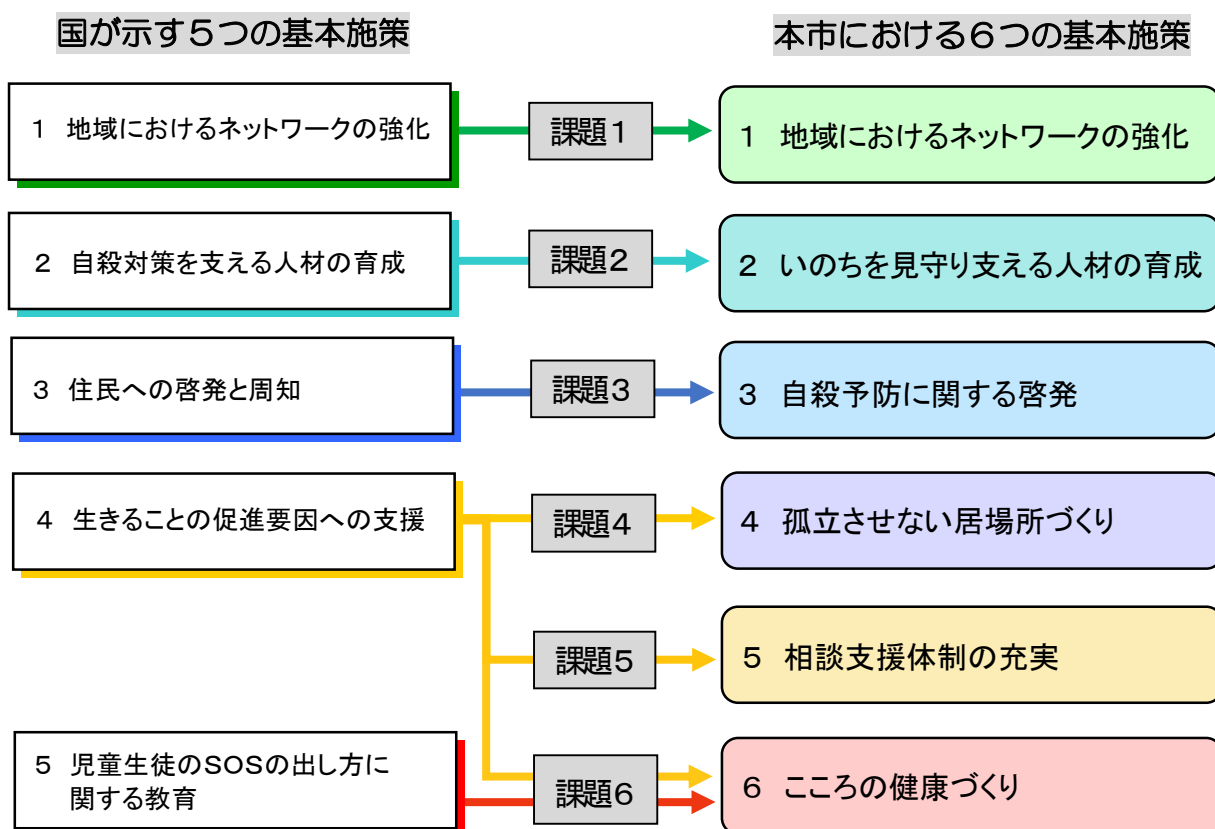 国が示す５つの基本施策
本市における６つの基本施策
１　地域におけるネットワークの強化
課題１
１　地域におけるネットワークの強化
２　自殺対策を支える人材の育成
課題２
２　いのちを見守り支える人材の育成
３　住民への啓発と周知
課題３
３　自殺予防に関する啓発
４　生きることの促進要因への支援
課題４
４　孤立させない居場所づくり
課題５
５　相談支援体制の充実
５　児童生徒のSOSの出し方に
関する教育
課題６
６　こころの健康づくり